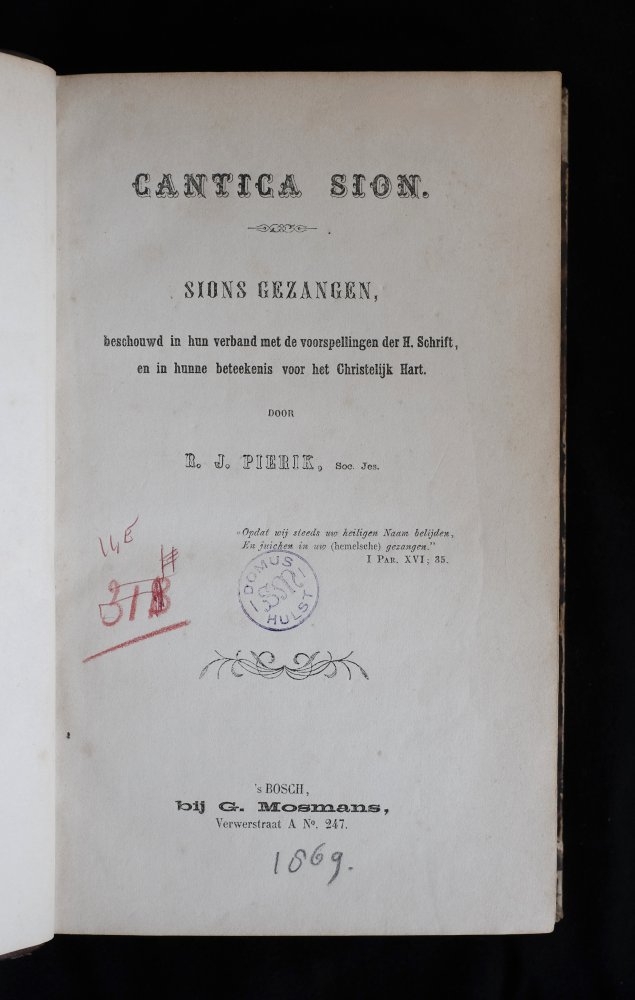 CANTICA SION.
SIONS GEZANGEN,
beschouwd in hun verband met de voorspellingen der H. Schrift,
en in hunne beteekenis voor het Christelijk Hart.
DOOR
R. J. PIERIK, Soc. Jes.
„Opdat wij steeds uw heiligen Naam belijden,
En juichen in uw (hemelsche) gezangen."
I PAR. XVI; 35.
DOMUS
HULST
's BOSCH,
bij G. Mosmans,
Verwerstraat A Nº. 247.
1869.